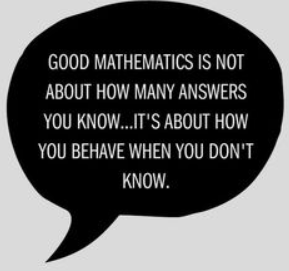 GOOD MATHEMATICS IS NOT
ABOUT HOW MANY ANSWERS
YOU KNOW...IT'S ABOUT HOW
YOU BEHAVE WHEN YOU DON'T
KNOW.